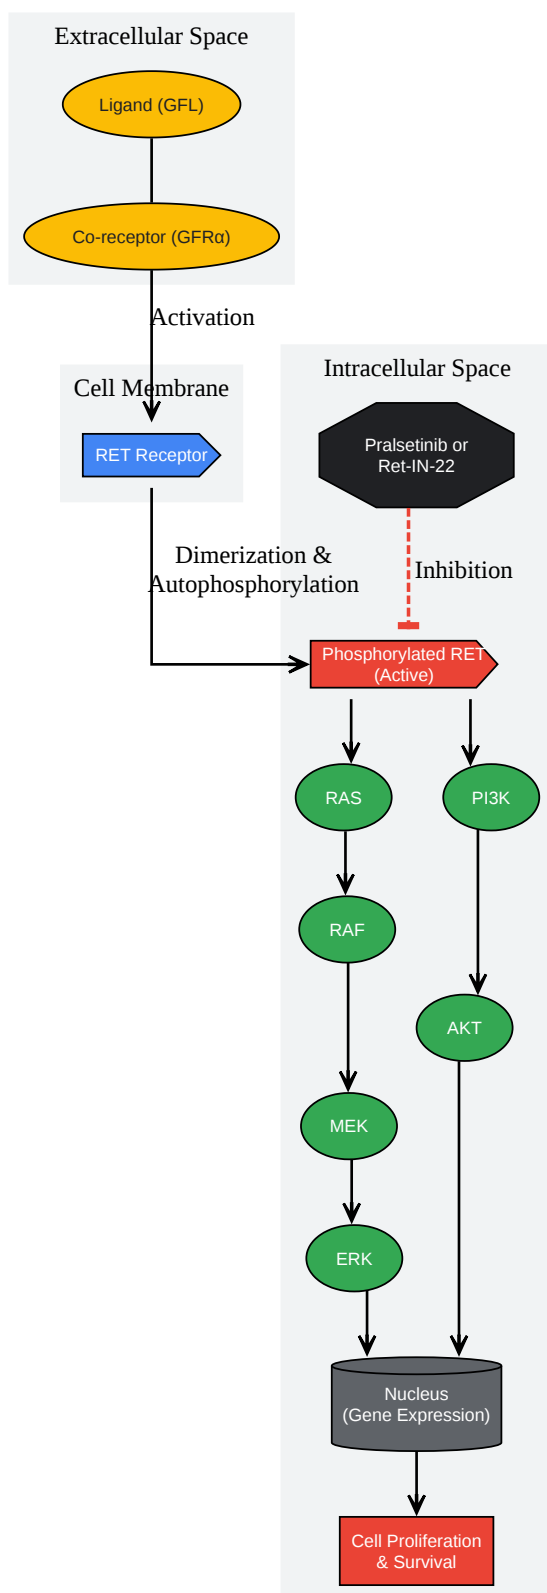 Extracellular Space
Ligand (GFL)
Co-receptor (GFRα)
Activation
Cell Membrane
RET Receptor
Intracellular Space
Pralsetinib or
Ret-IN-22
Dimerization &
Autophosphorylation
Inhibition
Phosphorylated RET
(Active)
RAS
PI3K
RAF
AKT
MEK
ERK
Nucleus
(Gene Expression)
Cell Proliferation
& Survival